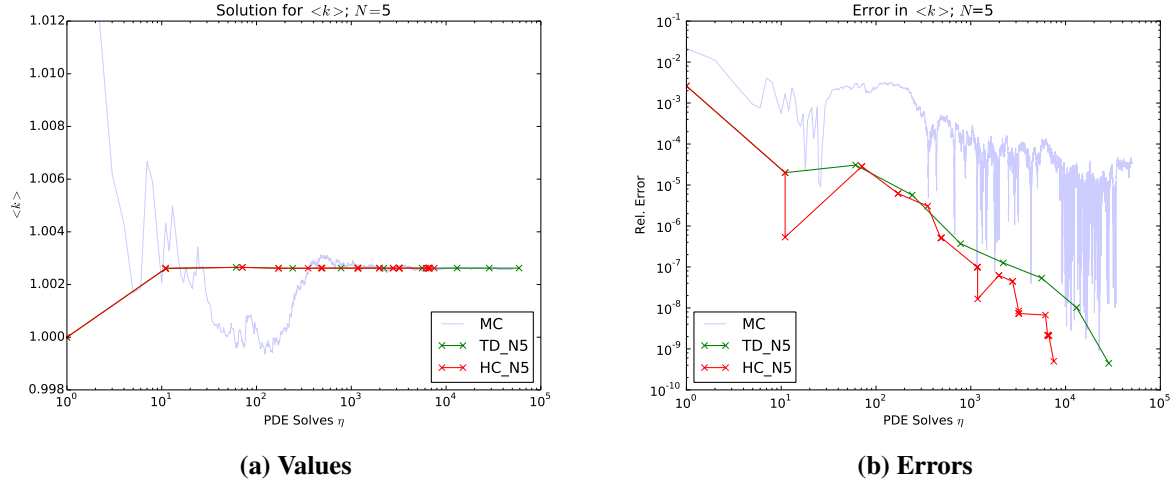 Solution for <k>; N=5
1.012
1.010
1.008
1.006
1.004
1.002
1.000
0.998
<k>
MC
TD_N5
HC_N5
10^0 10^1 10^2 10^3 10^4 10^5
PDE Solves η
(a) Values
Error in <k>; N=5
10^-1
10^-2
10^-3
10^-4
10^-5
10^-6
10^-7
10^-8
10^-9
10^-10
Rel. Error
MC
TD_N5
HC_N5
10^0 10^1 10^2 10^3 10^4 10^5
PDE Solves η
(b) Errors